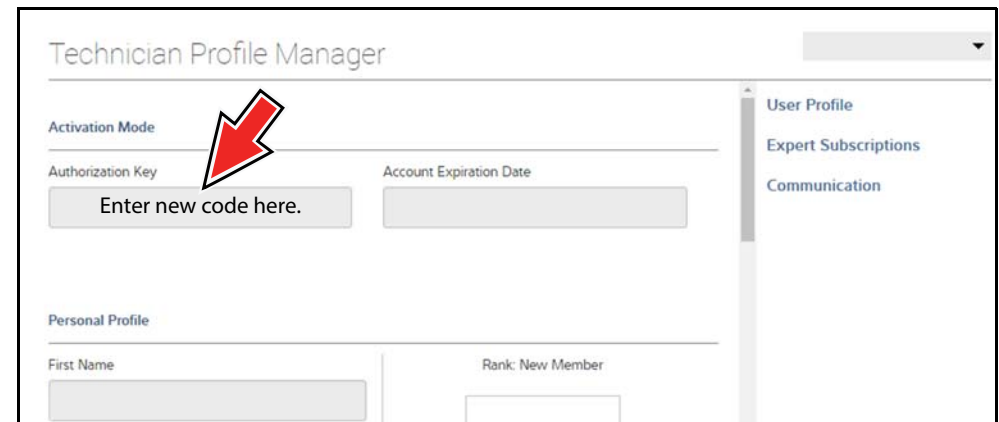 Technician Profile Manager
Activation Mode
Authorization Key
Account Expiration Date
Enter new code here.
Personal Profile
First Name
Rank: New Member
User Profile
Expert Subscriptions
Communication